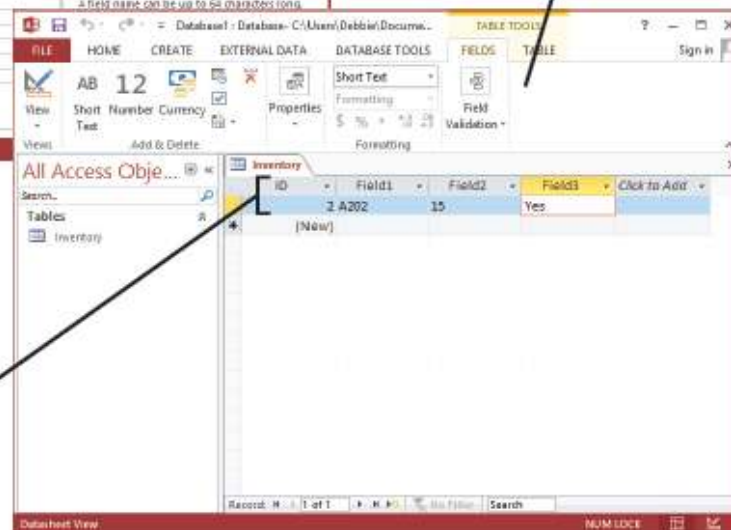 A field name can be up to 64 characters long.
Database1 : Database- C:\Users\Debbie\Docume... TABLE TOOLS
FILE HOME CREATE EXTERNAL DATA DATABASE TOOLS FIELDS TABLE Sign in
AB 12
View Short Text Number Currency Properties Short Text
Formatting
$ %
Field Validation
Views Add & Delete Formatting
All Access Obje... Inventory
Search...
Tables
Inventory
ID Field1 Field2 Field3 Click to Add
2 A202 15 Yes
* (New)
Record: 1 of 1 No Filter Search
Datasheet View NUM LOCK